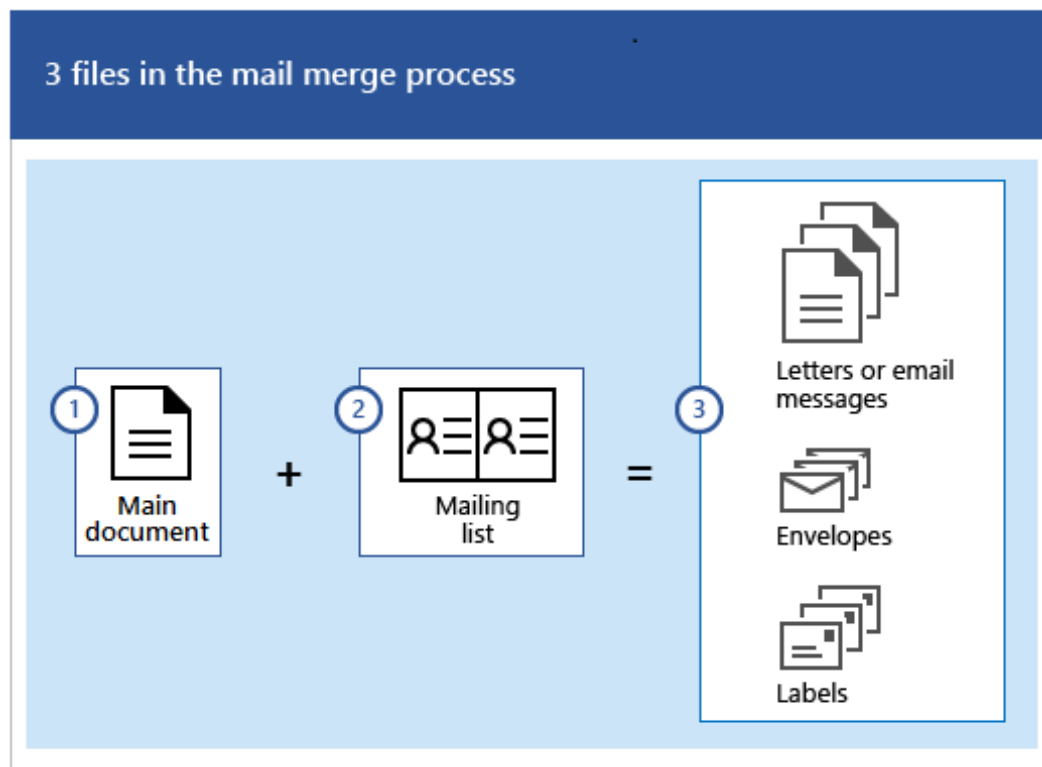 3 files in the mail merge process
1
Main
document
+
2
Mailing
list
=
3
Letters or email
messages
Envelopes
Labels